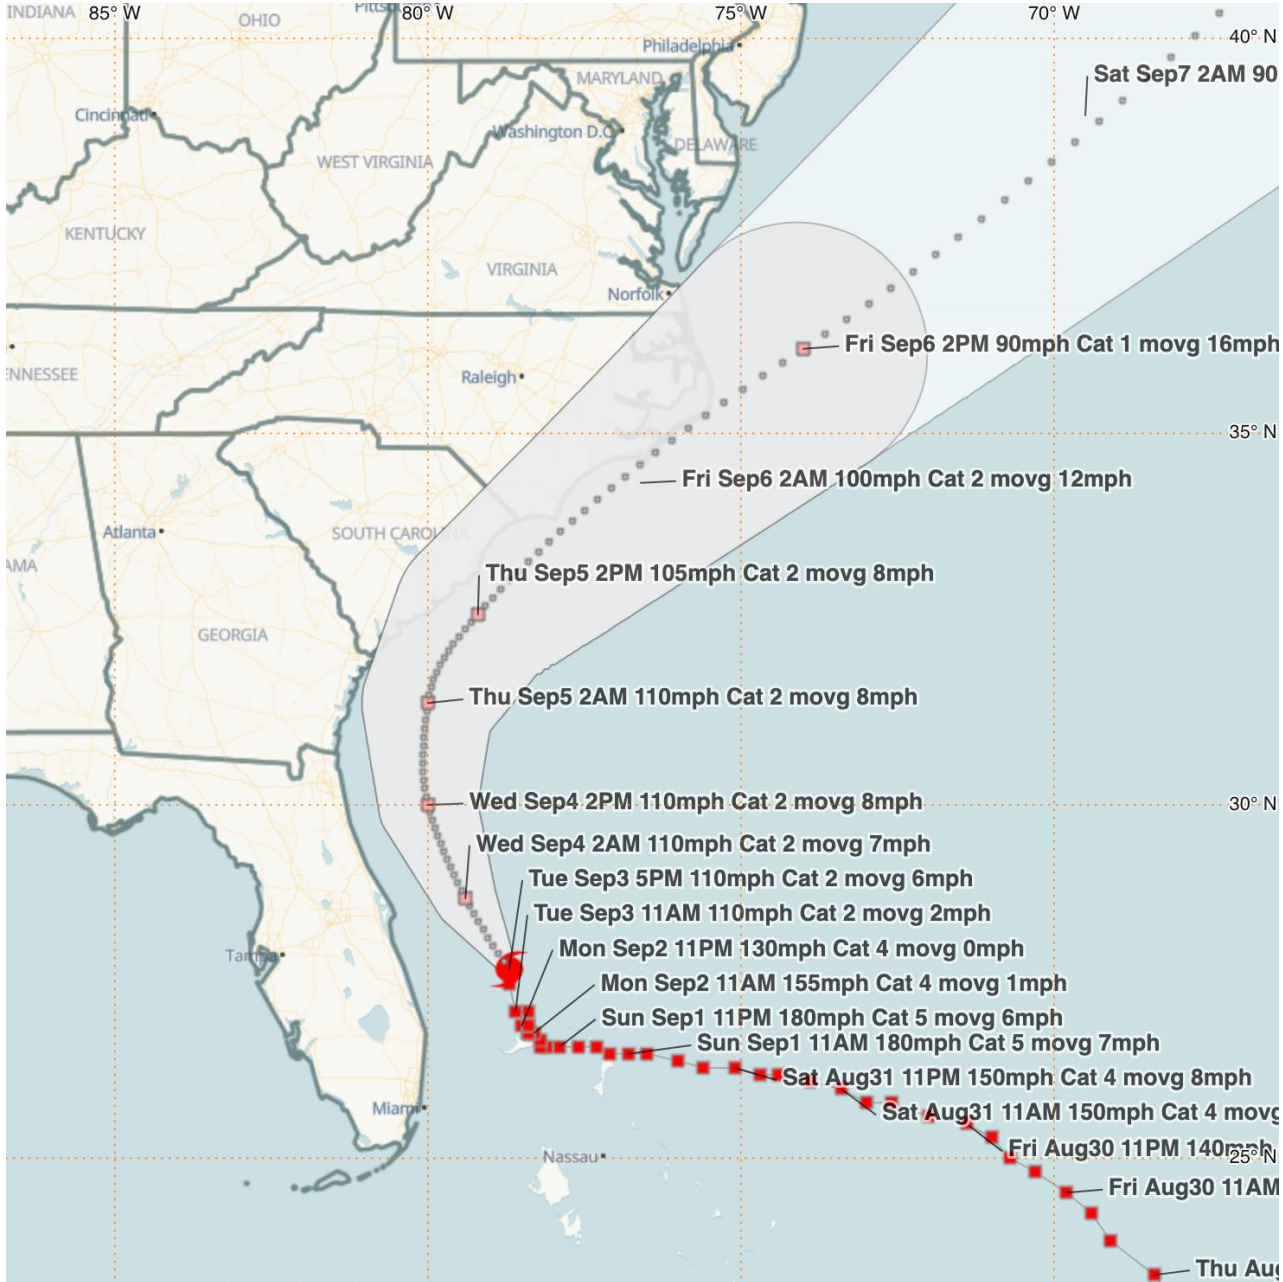 85° W
80° W
75° W
70° W
INDIANA
OHIO
Pittsb
Philadelphia
40° N
MARYLAND
Sat Sep7 2AM 90
Cincinnati
Washington D.C.
DELAWARE
WEST VIRGINIA
KENTUCKY
VIRGINIA
Norfolk
Fri Sep6 2PM 90mph Cat 1 movg 16mph
ENNESSEE
Raleigh
35° N
Fri Sep6 2AM 100mph Cat 2 movg 12mph
Atlanta
SOUTH CAROLINA
AMA
Thu Sep5 2PM 105mph Cat 2 movg 8mph
GEORGIA
Thu Sep5 2AM 110mph Cat 2 movg 8mph
Wed Sep4 2PM 110mph Cat 2 movg 8mph
30° N
Wed Sep4 2AM 110mph Cat 2 movg 7mph
Tue Sep3 5PM 110mph Cat 2 movg 6mph
Tue Sep3 11AM 110mph Cat 2 movg 2mph
Mon Sep2 11PM 130mph Cat 4 movg 0mph
Tampa
Mon Sep2 11AM 155mph Cat 4 movg 1mph
Sun Sep1 11PM 180mph Cat 5 movg 6mph
Sun Sep1 11AM 180mph Cat 5 movg 7mph
Sat Aug31 11PM 150mph Cat 4 movg 8mph
Miami
Sat Aug31 11AM 150mph Cat 4 movg
Fri Aug30 11PM 140mph
Nassau
25° N
Fri Aug30 11AM
Thu Aug